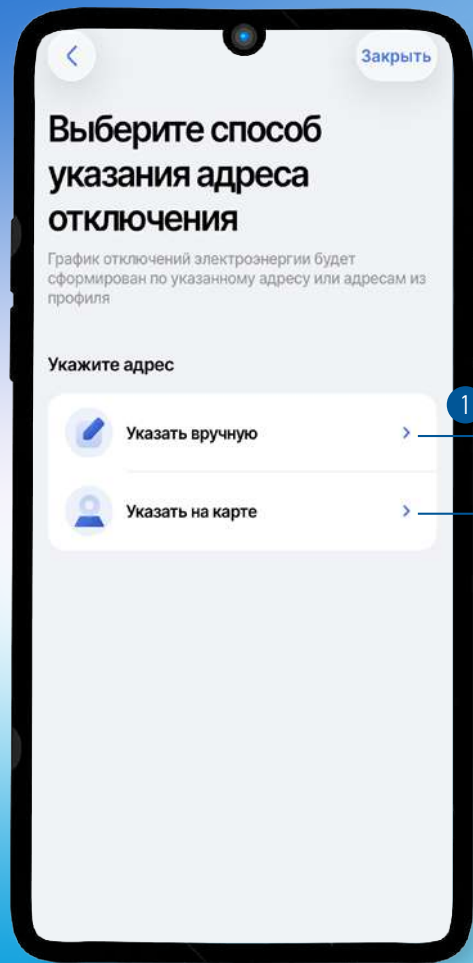 Закрыть
Выберите способ
указания адреса
отключения
График отключений электроэнергии будет
сформирован по указанному адресу или адресам из
профиля
Укажите адрес
1
Указать вручную
Указать на карте